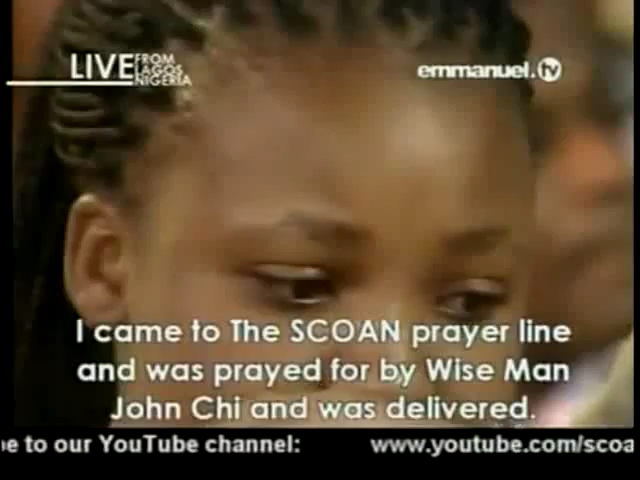 LIVE FROM LAGOS NIGERIA
emmanuel.tv
I came to The SCOAN prayer line
and was prayed for by Wise Man
John Chi and was delivered.
e to our YouTube channel: www.youtube.com/scoa